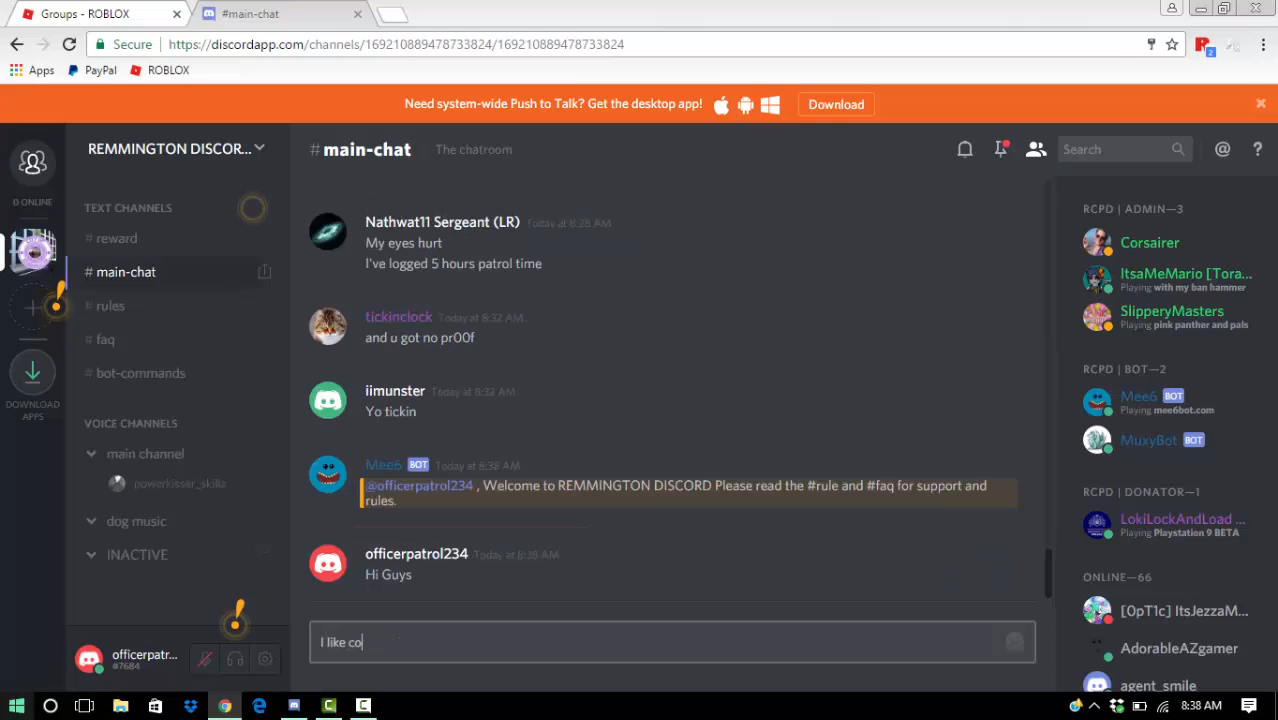 Groups - ROBLOX
#main-chat
Secure
https://discordapp.com/channels/169210889478733824/169210889478733824
2
Apps
PayPal
ROBLOX
Need system-wide Push to Talk? Get the desktop app!
Download
REMMINGTON DISCOR...
#main-chat
The chatroom
Search
@
?
0 ONLINE
TEXT CHANNELS
# reward
# main-chat
# rules
# faq
# bot-commands
DOWNLOAD
APPS
VOICE CHANNELS
main channel
powerkisser_skillz
dog music
INACTIVE
officerpatr...
#7684
Nathwat11 Sergeant (LR) Today at 8:28 AM
My eyes hurt
I've logged 5 hours patrol time
tickinclock Today at 8:32 AM
and u got no pr00f
iimunster Today at 8:33 AM
Yo tickin
Mee6 BOT Today at 8:38 AM
@officerpatrol234 , Welcome to REMMINGTON DISCORD Please read the #rule and #faq for support and
rules.
officerpatrol234 Today at 8:38 AM
Hi Guys
I like co
RCPD | ADMIN—3
Corsairer
ItsaMeMario [Tora...
Playing with my ban hammer
SlipperyMasters
Playing pink panther and pals
RCPD | BOT—2
Mee6 BOT
Playing mee6bot.com
MuxyBot BOT
RCPD | DONATOR—1
LokiLockAndLoad ...
Playing Playstation 9 BETA
ONLINE—66
[0pT1c] ItsJezzaM...
AdorableAZgamer
agent_smile
8:38 AM